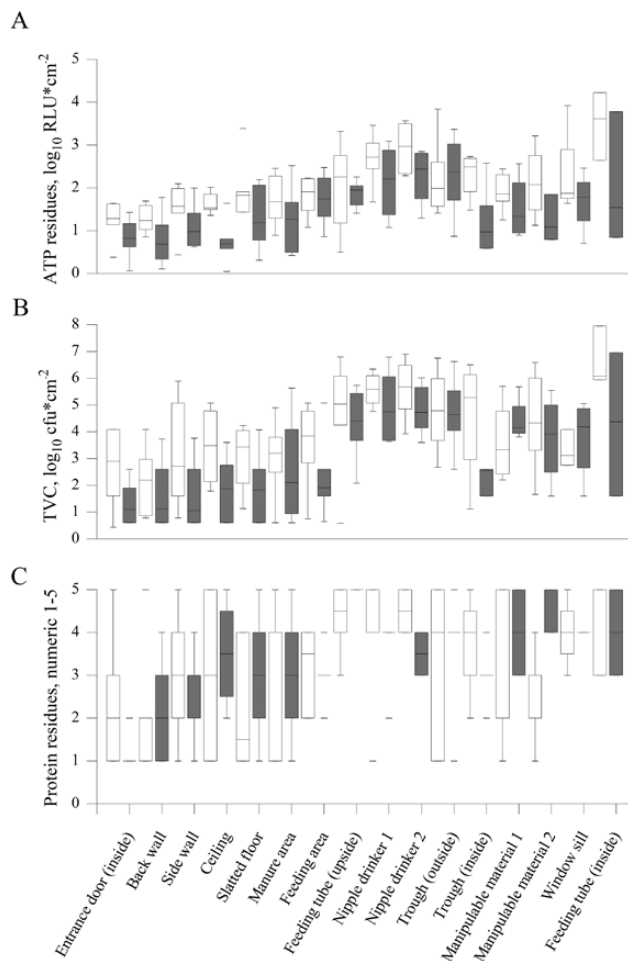 A
ATP residues, log10 RLU*cm-2
5
4
3
2
1
0
B
TVC, log10 cfu*cm-2
8
7
6
5
4
3
2
1
0
C
Protein residues, numeric 1-5
5
4
3
2
1
0
Entrance door (inside)
Back wall
Side wall
Ceiling
Slatted floor
Manure area
Feeding area
Feeding tube (upside)
Nipple drinker 1
Nipple drinker 2
Trough (outside)
Trough (inside)
Manipulable material 1
Manipulable material 2
Window sill
Feeding tube (inside)